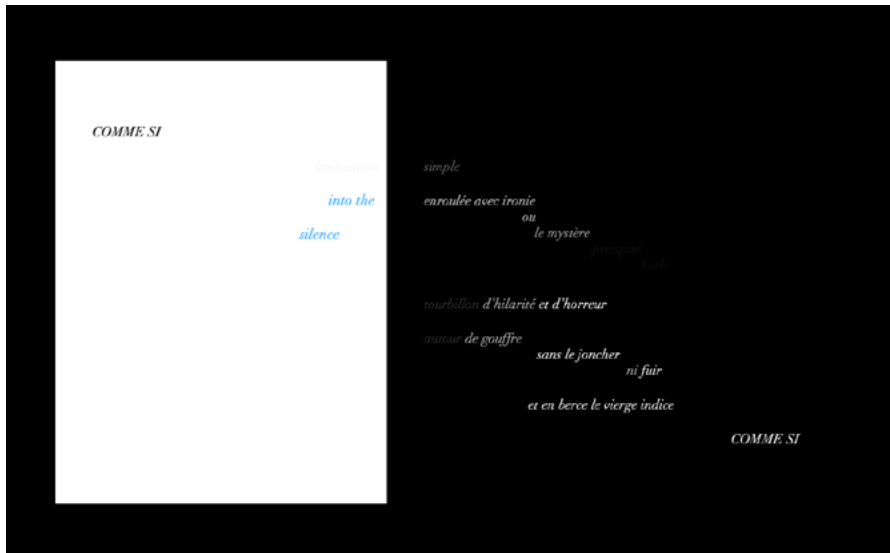 COMME SI
simple
into the enroulée avec ironie
ou
silence le mystère
tourbillon d'hilarité et d'horreur
autour de gouffre
sans le joncher
ni fuir
et en berce le vierge indice
COMME SI